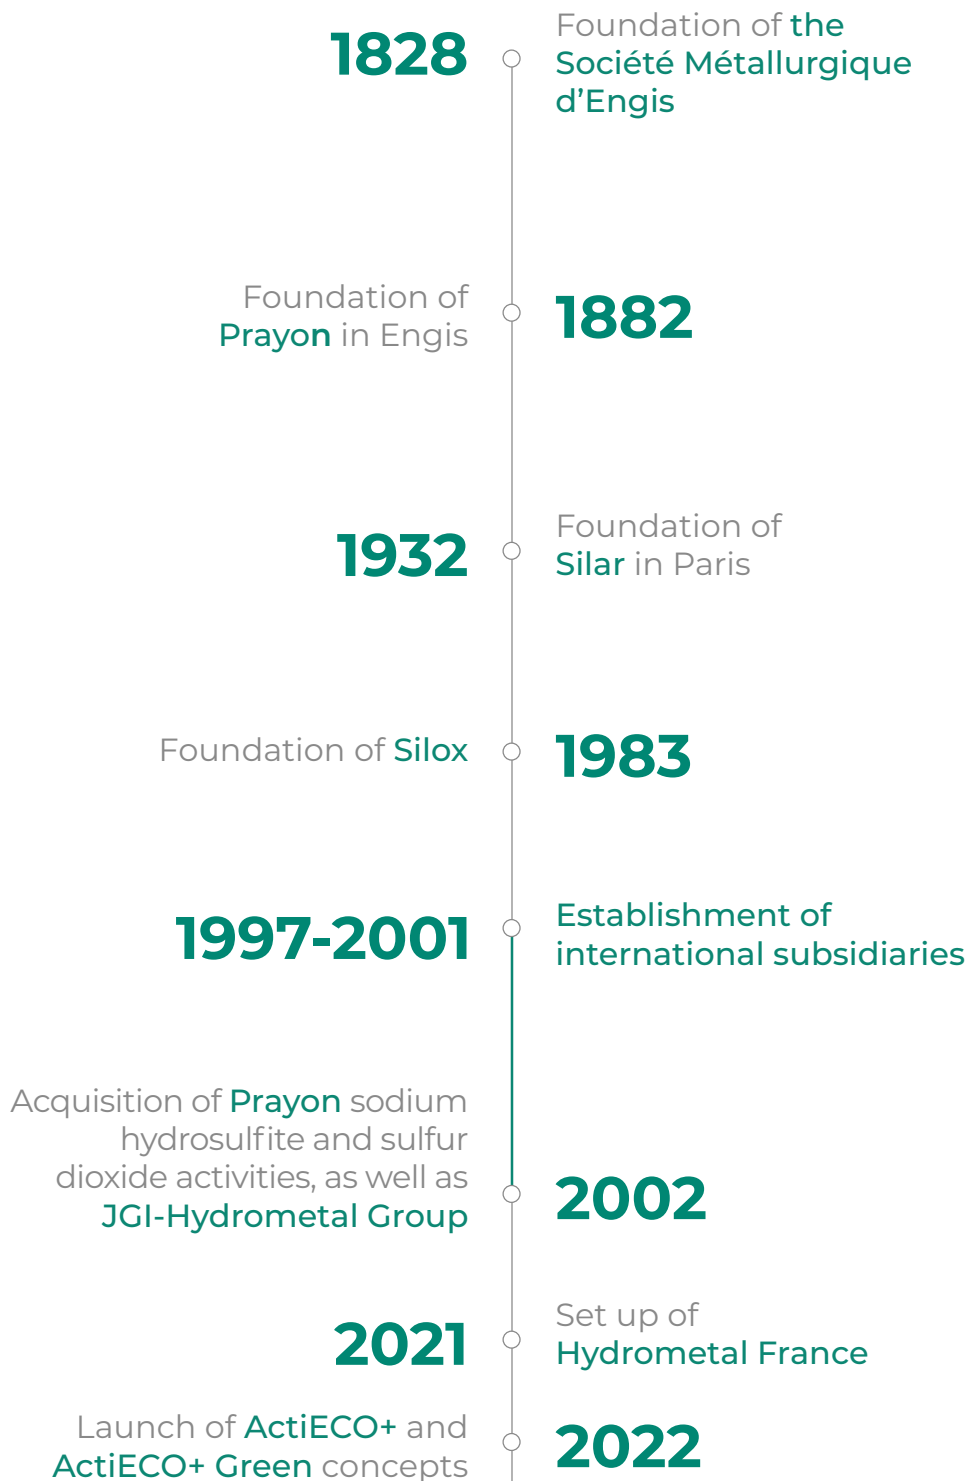 1828
Foundation of the
Société Métallurgique
d’Engis
Foundation of
Prayon in Engis
1882
1932
Foundation of
Silar in Paris
Foundation of Silox
1983
1997-2001
Establishment of
international subsidiaries
Acquisition of Prayon sodium
hydrosulfite and sulfur
dioxide activities, as well as
JGI-Hydrometal Group
2002
2021
Set up of
Hydrometal France
Launch of ActiECO+ and
ActiECO+ Green concepts
2022